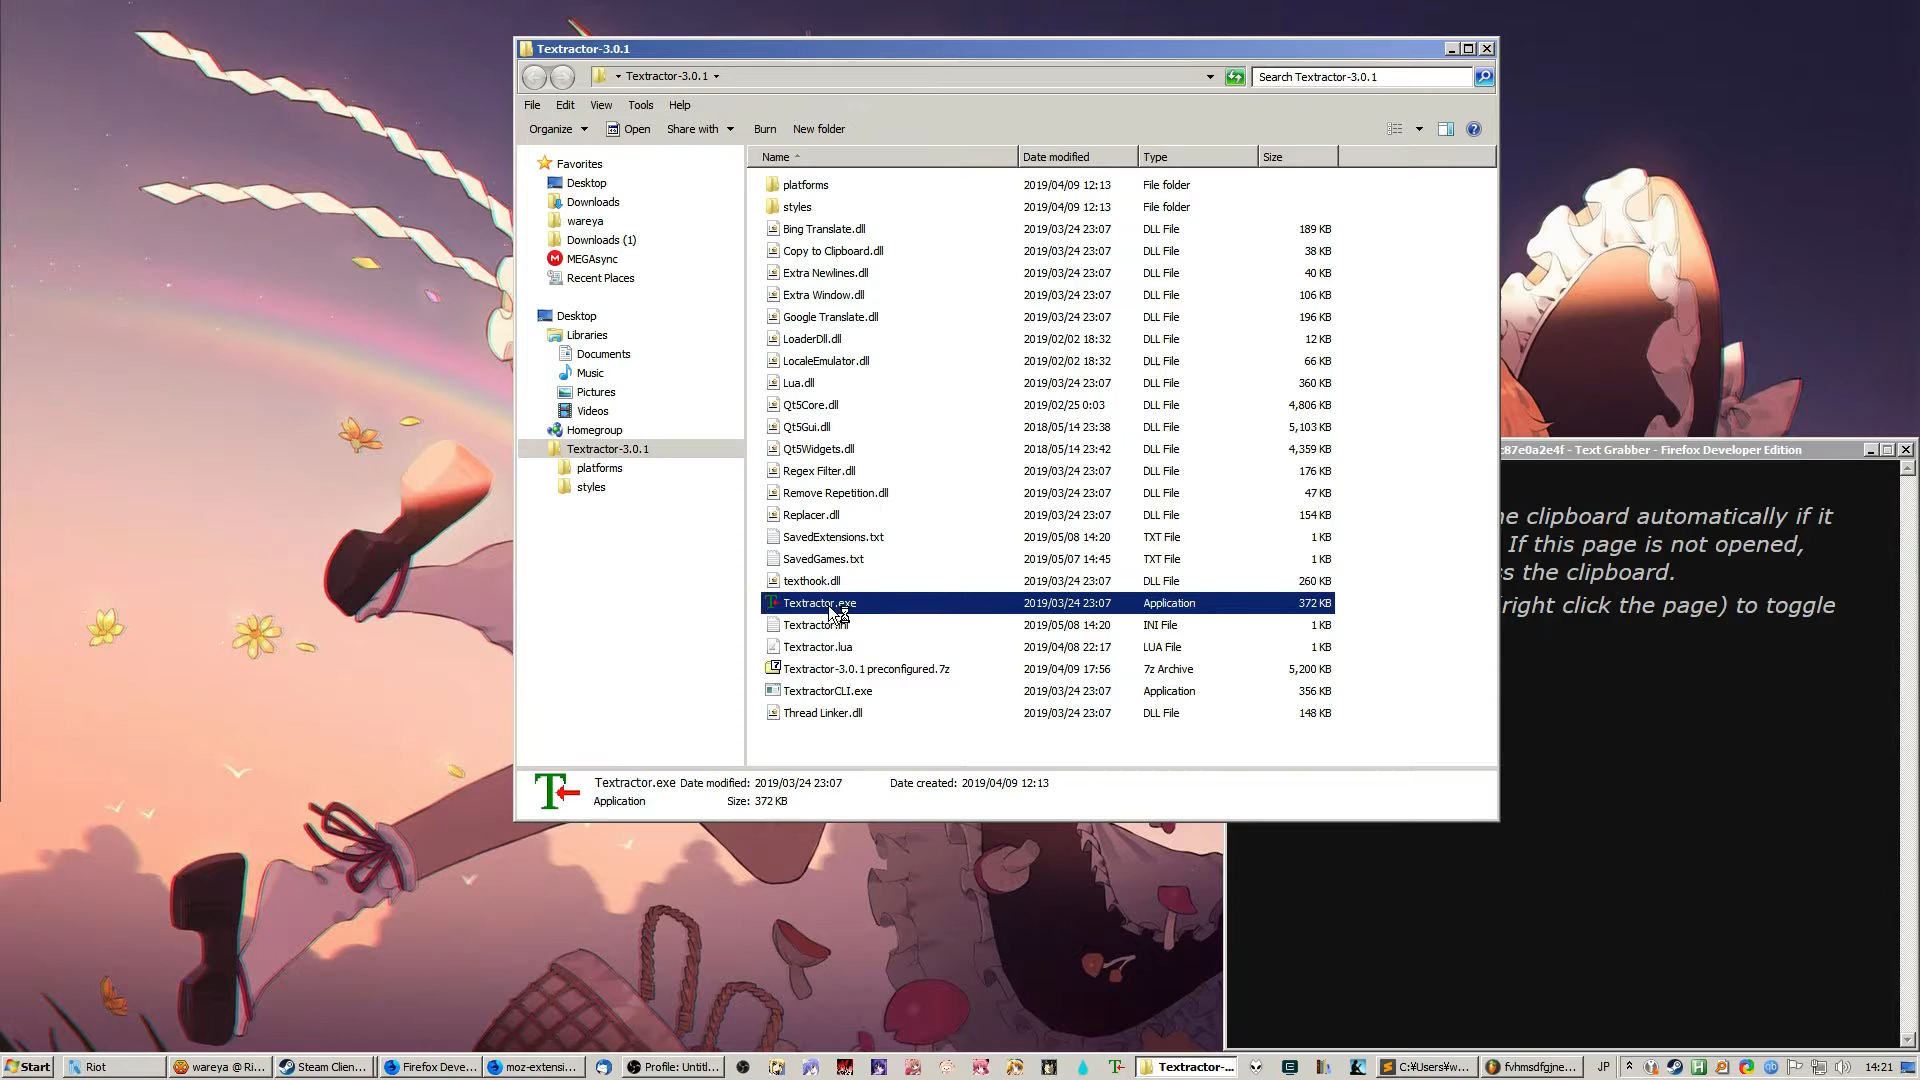 Textractor-3.0.1
Textractor-3.0.1
Search Textractor-3.0.1
File Edit View Tools Help
Organize Open Share with Burn New folder
Name Date modified Type Size
Favorites
Desktop
Downloads
wareya
Downloads (1)
MEGAsync
Recent Places
Desktop
Libraries
Documents
Music
Pictures
Videos
Homegroup
Textractor-3.0.1
platforms
styles
platforms 2019/04/09 12:13 File folder
styles 2019/04/09 12:13 File folder
Bing Translate.dll 2019/03/24 23:07 DLL File 189 KB
Copy to Clipboard.dll 2019/03/24 23:07 DLL File 38 KB
Extra Newlines.dll 2019/03/24 23:07 DLL File 40 KB
Extra Window.dll 2019/03/24 23:07 DLL File 106 KB
Google Translate.dll 2019/03/24 23:07 DLL File 196 KB
LoaderDll.dll 2019/02/02 18:32 DLL File 12 KB
LocaleEmulator.dll 2019/02/02 18:32 DLL File 66 KB
Lua.dll 2019/03/24 23:07 DLL File 360 KB
Qt5Core.dll 2019/02/25 0:03 DLL File 4,806 KB
Qt5Gui.dll 2018/05/14 23:38 DLL File 5,103 KB
Qt5Widgets.dll 2018/05/14 23:42 DLL File 4,359 KB
Regex Filter.dll 2019/03/24 23:07 DLL File 176 KB
Remove Repetition.dll 2019/03/24 23:07 DLL File 47 KB
Replacer.dll 2019/03/24 23:07 DLL File 154 KB
SavedExtensions.txt 2019/05/08 14:20 TXT File 1 KB
SavedGames.txt 2019/05/07 14:45 TXT File 1 KB
texthook.dll 2019/03/24 23:07 DLL File 260 KB
Textractor.exe 2019/03/24 23:07 Application 372 KB
Textractor.ini 2019/05/08 14:20 INI File 1 KB
Textractor.lua 2019/04/08 22:17 LUA File 1 KB
Textractor-3.0.1 preconfigured.7z 2019/04/09 17:56 7z Archive 5,200 KB
TextractorCLI.exe 2019/03/24 23:07 Application 356 KB
Thread Linker.dll 2019/03/24 23:07 DLL File 148 KB
Textractor.exe Date modified: 2019/03/24 23:07 Date created: 2019/04/09 12:13
Application Size: 372 KB
c87e0a2e4f - Text Grabber - Firefox Developer Edition
he clipboard automatically if it
If this page is not opened,
s the clipboard.
right click the page) to toggle
Start Riot wareya @ Ri... Steam Clien... Firefox Deve... moz-extensi... Profile: Untitl... Textractor-... C:\Users\w... fvhmsdfgjne... JP 14:21